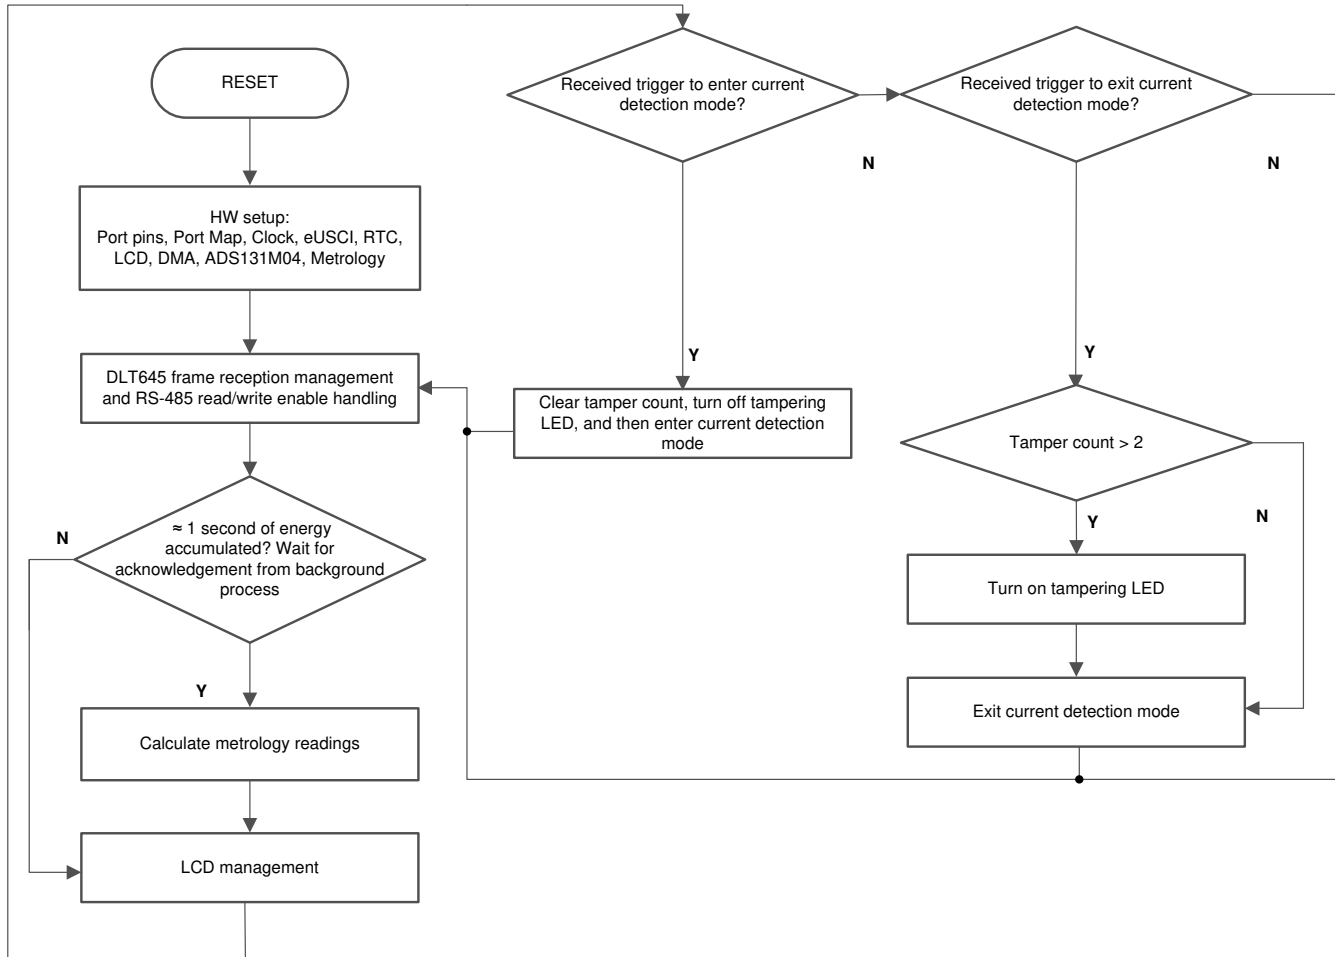 RESET
HW setup:
Port pins, Port Map, Clock, eUSCI, RTC,
LCD, DMA, ADS131M04, Metrology
DLT645 frame reception management
and RS-485 read/write enable handling
N
≈ 1 second of energy
accumulated? Wait for
acknowledgement from background
process
Y
Calculate metrology readings
LCD management
Received trigger to enter current
detection mode?
N
Y
Clear tamper count, turn off tampering
LED, and then enter current detection
mode
Received trigger to exit current
detection mode?
N
Y
Tamper count > 2
Y
N
Turn on tampering LED
Exit current detection mode